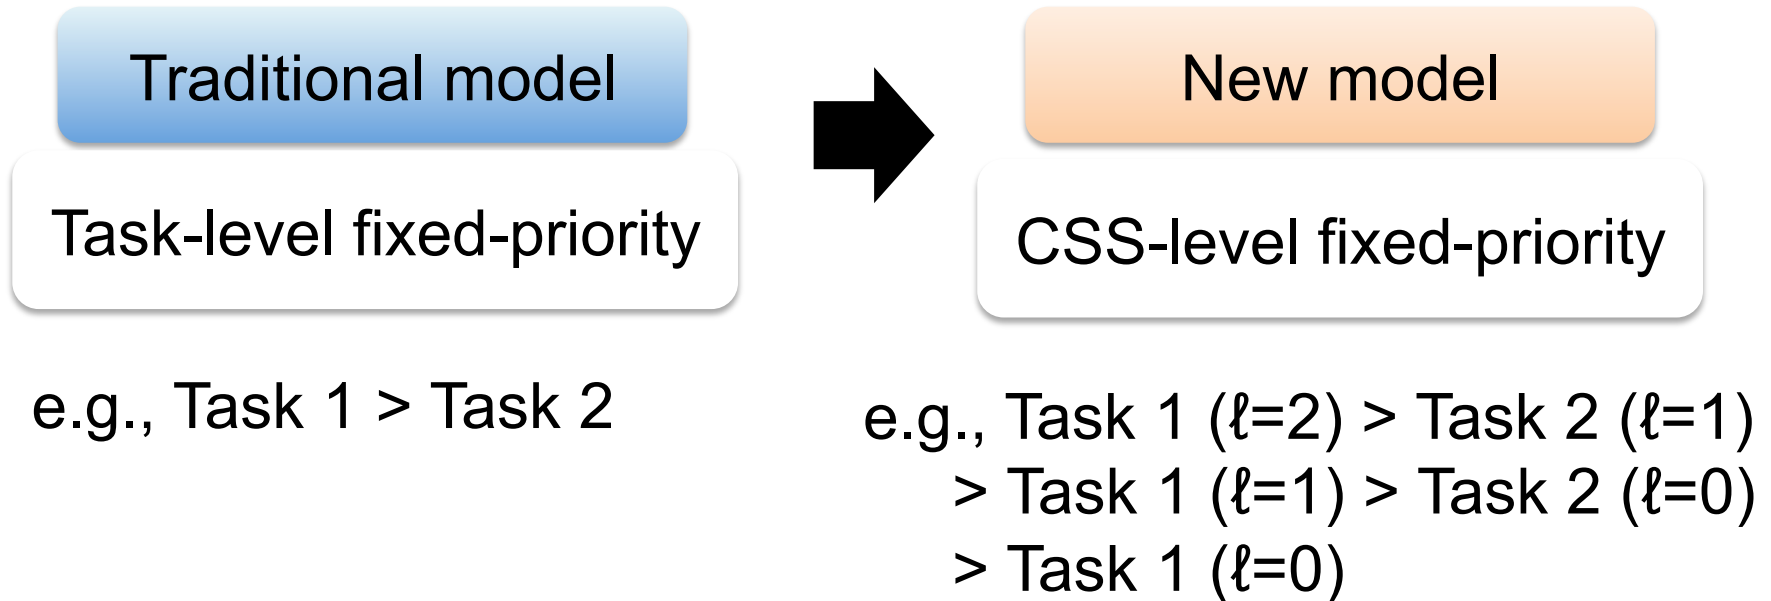 Traditional model
Task-level fixed-priority
e.g., Task 1 > Task 2
New model
CSS-level fixed-priority
e.g., Task 1 (ℓ=2) > Task 2 (ℓ=1)
> Task 1 (ℓ=1) > Task 2 (ℓ=0)
> Task 1 (ℓ=0)